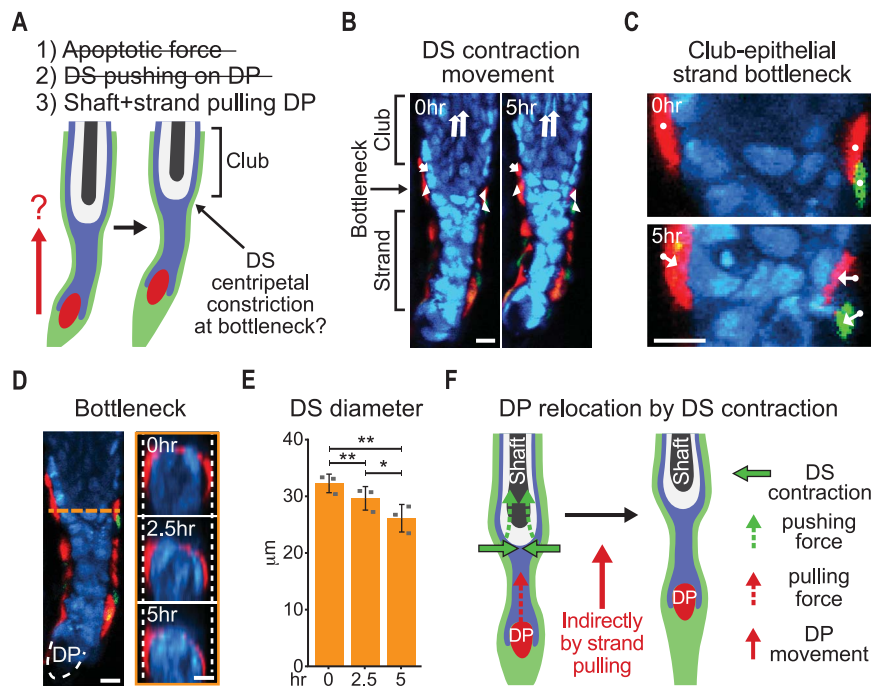 A
1) Apoptotic force
2) DS pushing on DP
3) Shaft+strand pulling DP
?
Club
DS
centripetal
constriction
at bottleneck?
B
DS contraction
movement
0hr
5hr
Club
Bottleneck
Strand
C
Club-epithelial
strand bottleneck
0hr
5hr
D
Bottleneck
DP
0hr
2.5hr
5hr
E
DS diameter
40
30
20
10
0
μm
**
**
*
hr
0
2.5
5
F
DP relocation by DS contraction
Shaft
DP
Indirectly
by strand
pulling
Shaft
DP
DS
contraction
pushing
force
pulling
force
DP
movement